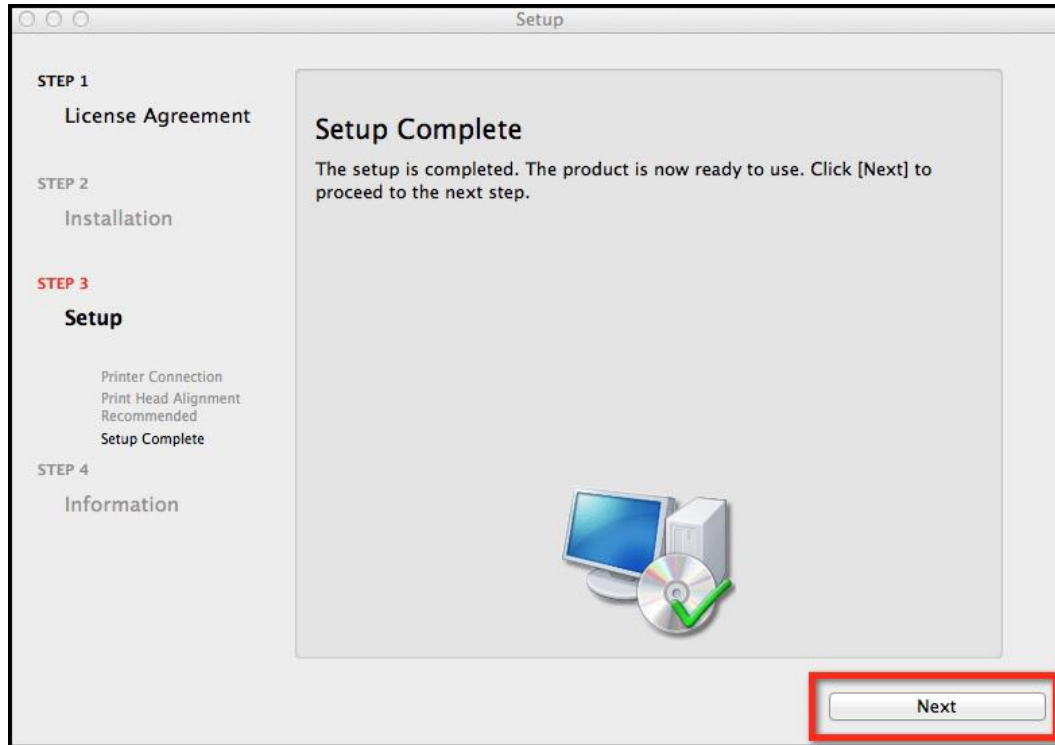 Setup
STEP 1
License Agreement
STEP 2
Installation
STEP 3
Setup
Printer Connection
Print Head Alignment
Recommended
Setup Complete
STEP 4
Information
Setup Complete
The setup is completed. The product is now ready to use. Click [Next] to
proceed to the next step.
Next